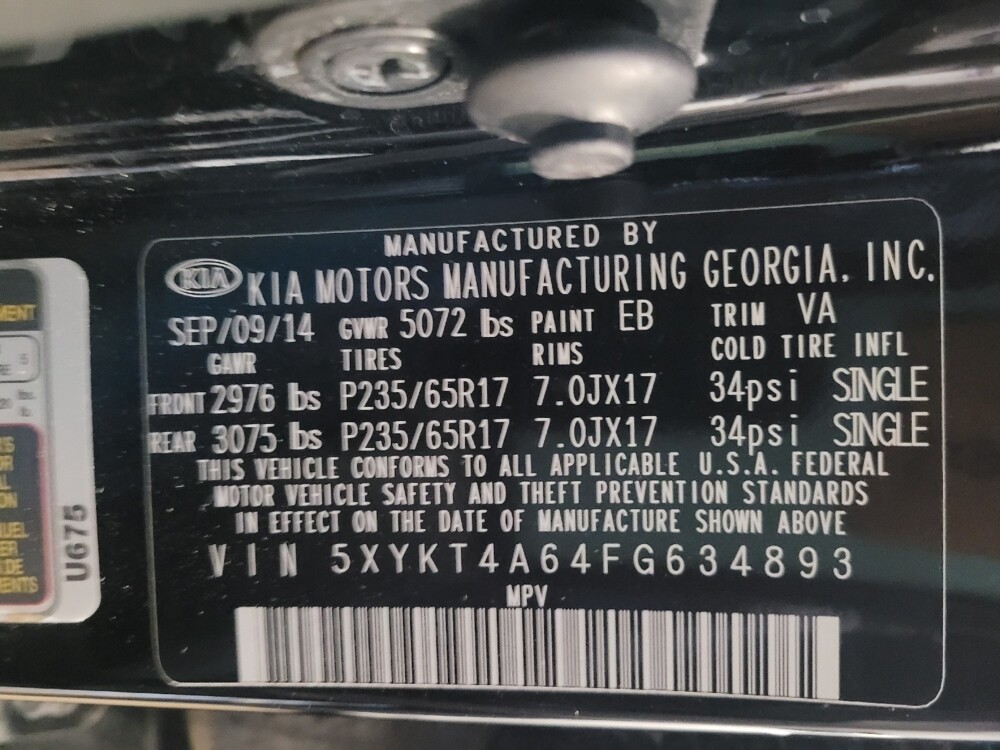 MANUFACTURED BY
KIA KIA MOTORS MANUFACTURING GEORGIA, INC.
SEP/09/14 GVWR 5072 lbs PAINT EB TRIM VA
GAWR TIRES RIMS COLD TIRE INFL
FRONT 2976 lbs P235/65R17 7.0JX17 34psi SINGLE
REAR 3075 lbs P235/65R17 7.0JX17 34psi SINGLE
THIS VEHICLE CONFORMS TO ALL APPLICABLE U.S.A. FEDERAL
MOTOR VEHICLE SAFETY AND THEFT PREVENTION STANDARDS
IN EFFECT ON THE DATE OF MANUFACTURE SHOWN ABOVE
VIN 5XYKT4A64FG634893
MPV
U675